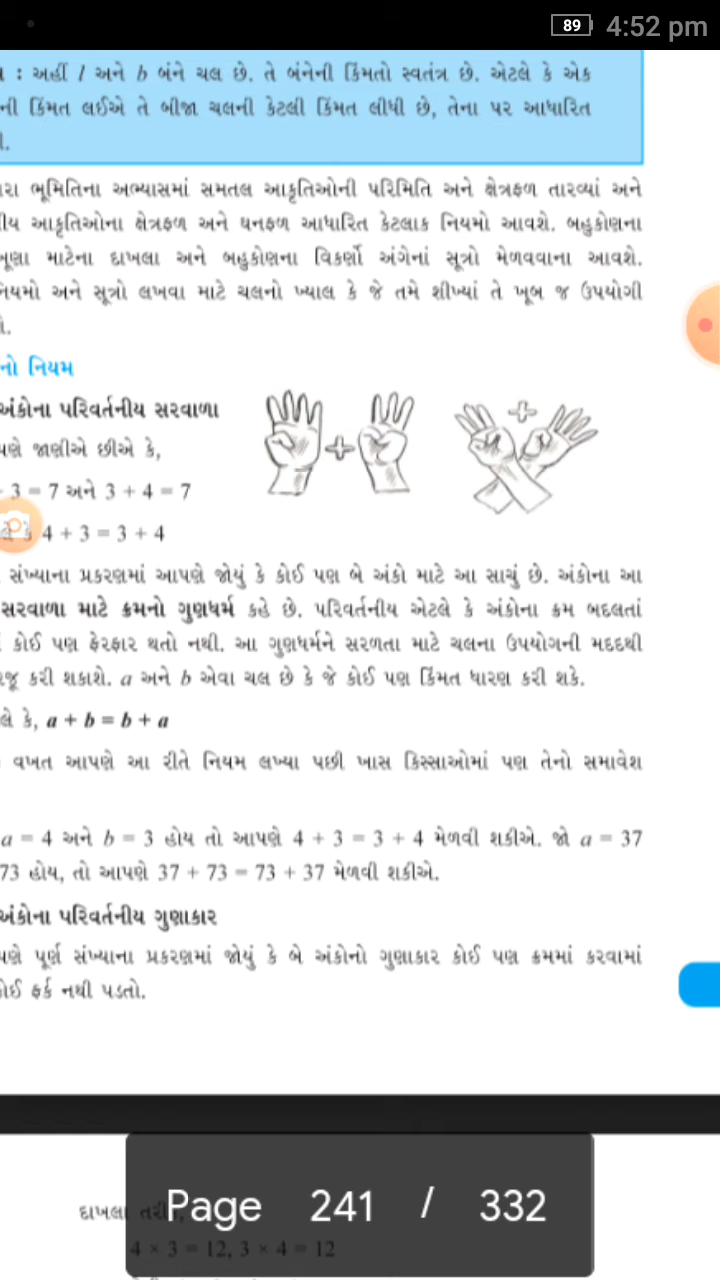 4:52 pm
89
: અહીં l અને b બંને ચલ છે. તે બંનેની કિંમતો સ્વતંત્ર છે. એટલે કે એક
ની કિંમત લઈએ તે બીજા ચલની કેટલી કિંમત લીધી છે, તેના પર આધારિત
રા ભૂમિતિના અભ્યાસમાં સમતલ આકૃતિઓની પરિમિતિ અને ક્ષેત્રફળ તારવ્યાં અને
ીય આકૃતિઓના ક્ષેત્રફળ અને ઘનફળ આધારિત કેટલાક નિયમો આવશે. બહુકોણના
ખૂણા માટેના દાખલા અને બહુકોણના વિકર્ણો અંગેનાં સૂત્રો મેળવવાના આવશે.
નિયમો અને સૂત્રો લખવા માટે ચલનો ખ્યાલ કે જે તમે શીખ્યાં તે ખૂબ જ ઉપયોગી
નો નિયમ
અંકોના પરિવર્તનીય સરવાળા
પણે જાણીએ છીએ કે,
3 = 7 અને 3 + 4 = 7
કે 4 + 3 = 3 + 4
સંખ્યાના પ્રકરણમાં આપણે જોયું કે કોઈ પણ બે અંકો માટે આ સાચું છે. અંકોના આ
સરવાળા માટે ક્રમનો ગુણધર્મ કહે છે. પરિવર્તનીય એટલે કે અંકોના ક્રમ બદલતાં
કોઈ પણ ફેરફાર થતો નથી. આ ગુણધર્મને સરળતા માટે ચલના ઉપયોગની મદદથી
રજૂ કરી શકાશે. a અને b એવા ચલ છે કે જે કોઈ પણ કિંમત ધારણ કરી શકે.
લે કે, a + b = b + a
વખત આપણે આ રીતે નિયમ લખ્યા પછી ખાસ કિસ્સાઓમાં પણ તેનો સમાવેશ
a = 4 અને b = 3 હોય તો આપણે 4 + 3 = 3 + 4 મેળવી શકીએ. જો a = 37
73 હોય, તો આપણે 37 + 73 = 73 + 37 મેળવી શકીએ.
અંકોના પરિવર્તનીય ગુણાકાર
પણે પૂર્ણ સંખ્યાના પ્રકરણમાં જોયું કે બે અંકોનો ગુણાકાર કોઈ પણ ક્રમમાં કરવામાં
કોઈ ફર્ક નથી પડતો.
Page 241 / 332
દાખલા તરીકે,
4 × 3 = 12, 3 × 4 = 12